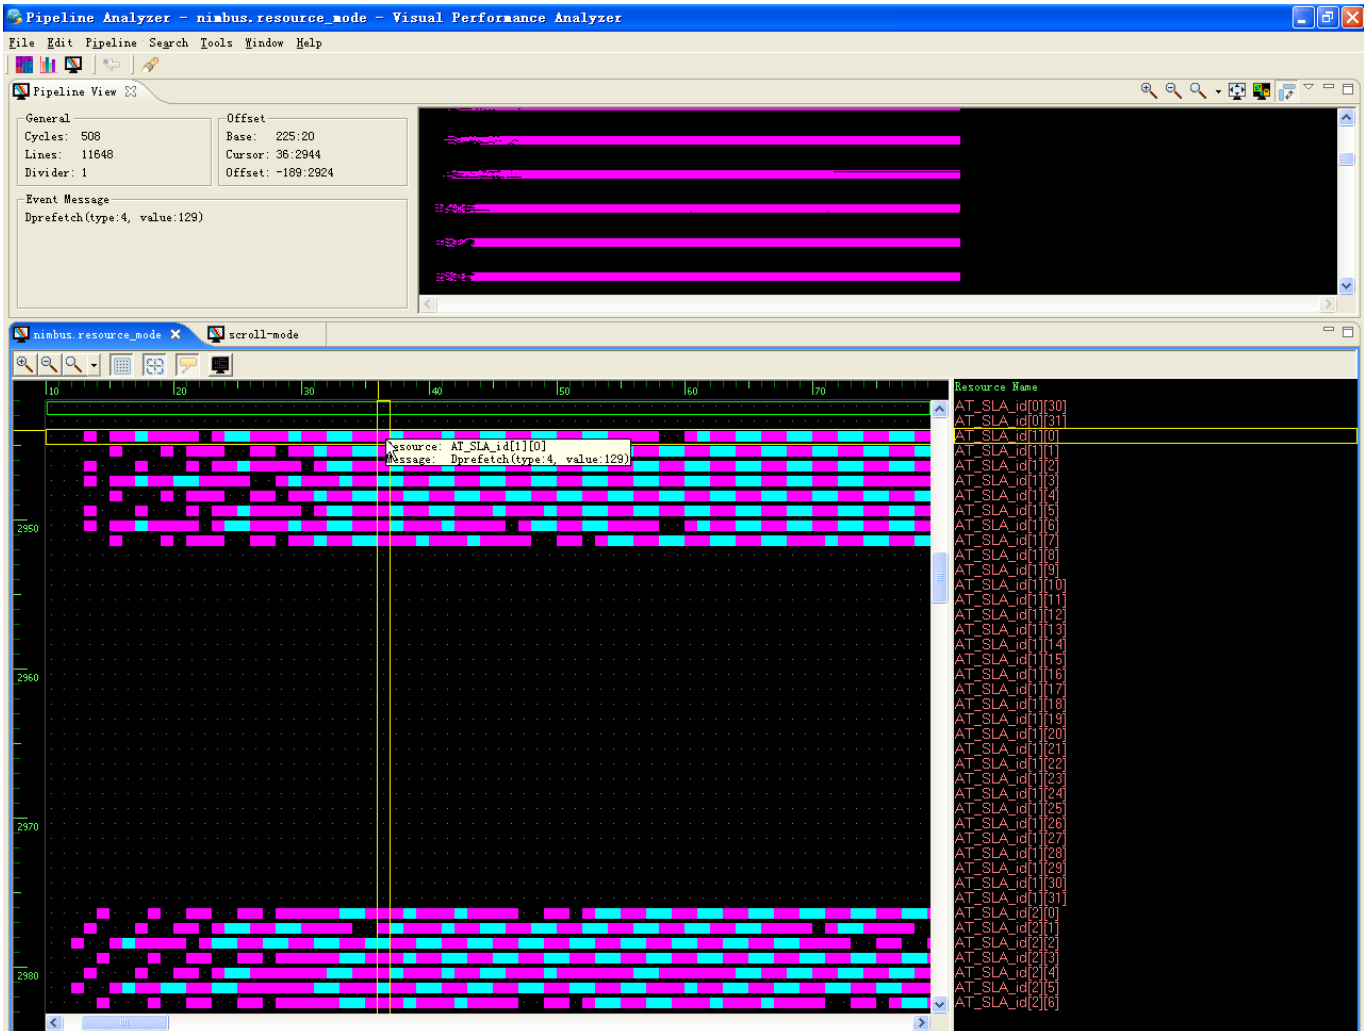 Pipeline Analyzer - nimbus.resource_mode - Visual Performance Analyzer
File Edit Pipeline Search Tools Window Help
Pipeline View
General
Cycles: 508
Lines: 11648
Divider: 1
Offset
Base: 225:20
Cursor: 36:2944
Offset: -189:2924
Event Message
Dprefetch(type:4, value:129)
nimbus.resource_mode
scroll-mode
10 20 30 40 50 60 70
Resource Name
2950
2960
2970
2980
esource: AT_SLA_id[1][0]
Message: Dprefetch(type:4, value:129)
AT_SLA_id[0][30]
AT_SLA_id[0][31]
AT_SLA_id[1][0]
AT_SLA_id[1][1]
AT_SLA_id[1][2]
AT_SLA_id[1][3]
AT_SLA_id[1][4]
AT_SLA_id[1][5]
AT_SLA_id[1][6]
AT_SLA_id[1][7]
AT_SLA_id[1][8]
AT_SLA_id[1][9]
AT_SLA_id[1][10]
AT_SLA_id[1][11]
AT_SLA_id[1][12]
AT_SLA_id[1][13]
AT_SLA_id[1][14]
AT_SLA_id[1][15]
AT_SLA_id[1][16]
AT_SLA_id[1][17]
AT_SLA_id[1][18]
AT_SLA_id[1][19]
AT_SLA_id[1][20]
AT_SLA_id[1][21]
AT_SLA_id[1][22]
AT_SLA_id[1][23]
AT_SLA_id[1][24]
AT_SLA_id[1][25]
AT_SLA_id[1][26]
AT_SLA_id[1][27]
AT_SLA_id[1][28]
AT_SLA_id[1][29]
AT_SLA_id[1][30]
AT_SLA_id[1][31]
AT_SLA_id[2][0]
AT_SLA_id[2][1]
AT_SLA_id[2][2]
AT_SLA_id[2][3]
AT_SLA_id[2][4]
AT_SLA_id[2][5]
AT_SLA_id[2][6]